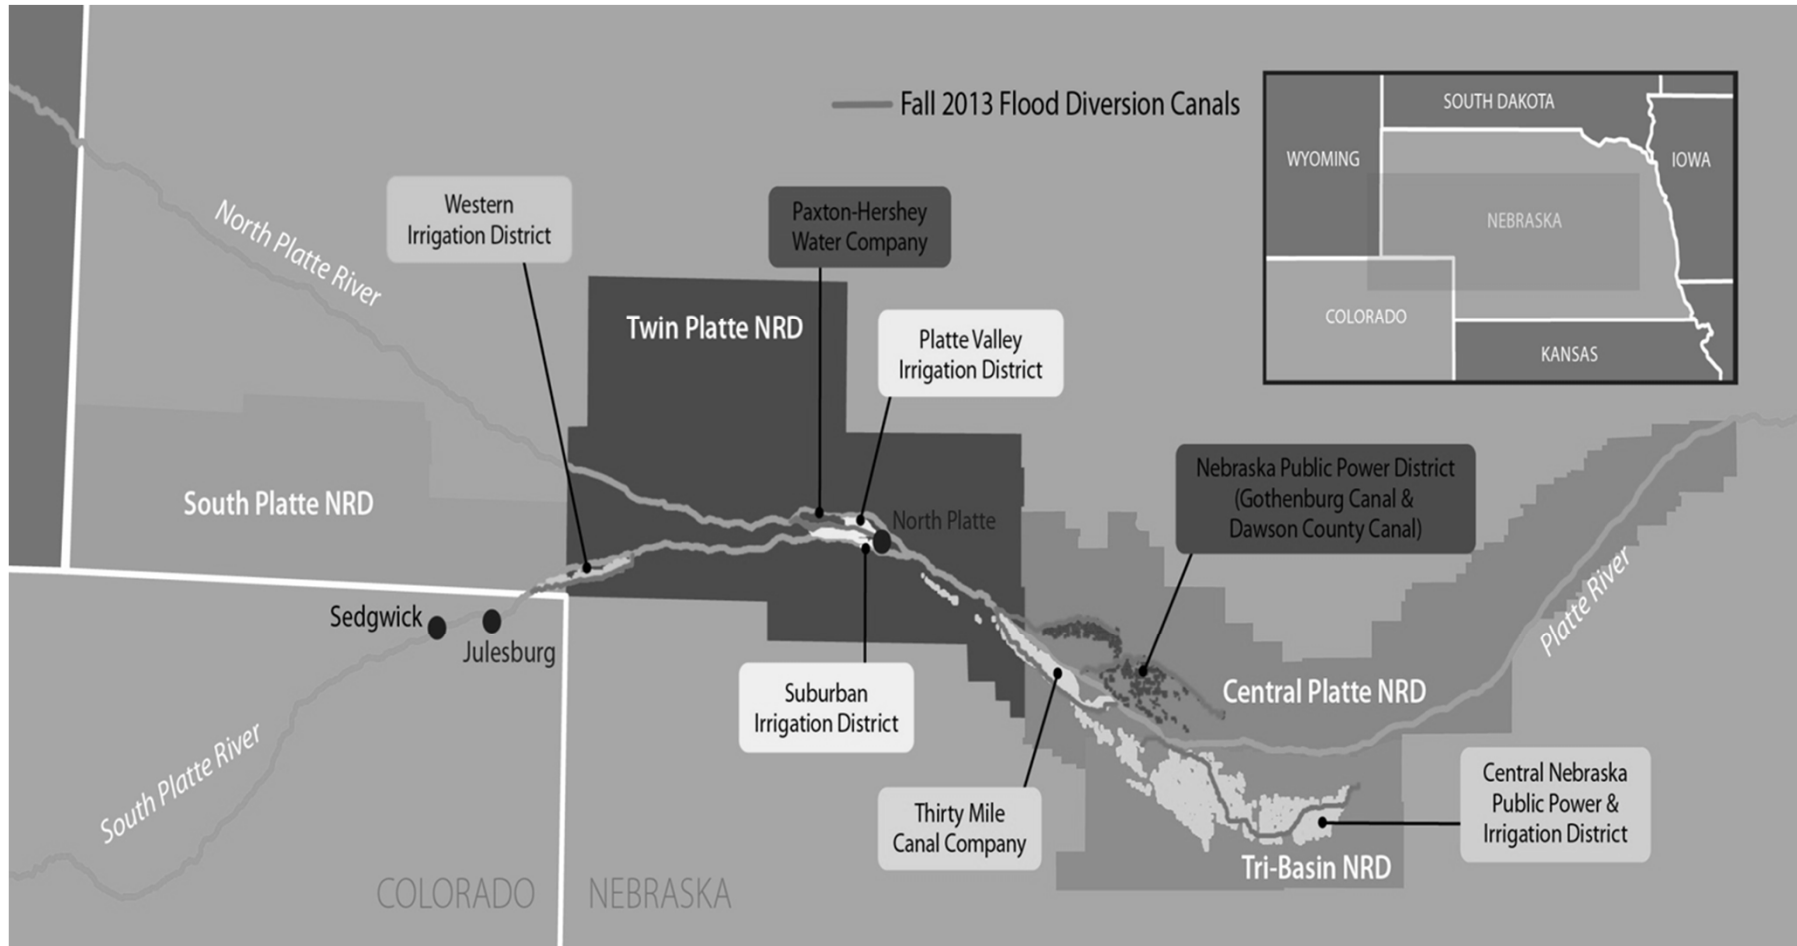 Fall 2013 Flood Diversion Canals
SOUTH DAKOTA
WYOMING
IOWA
NEBRASKA
COLORADO
KANSAS
Western
Irrigation District
Paxton-Hershey
Water Company
North Platte River
Twin Platte NRD
Platte Valley
Irrigation District
Nebraska Public Power District
(Gothenburg Canal &
Dawson County Canal)
South Platte NRD
North Platte
Platte River
Sedgwick
Julesburg
Suburban
Irrigation District
Central Platte NRD
South Platte River
Thirty Mile
Canal Company
Central Nebraska
Public Power &
Irrigation District
Tri-Basin NRD
COLORADO
NEBRASKA